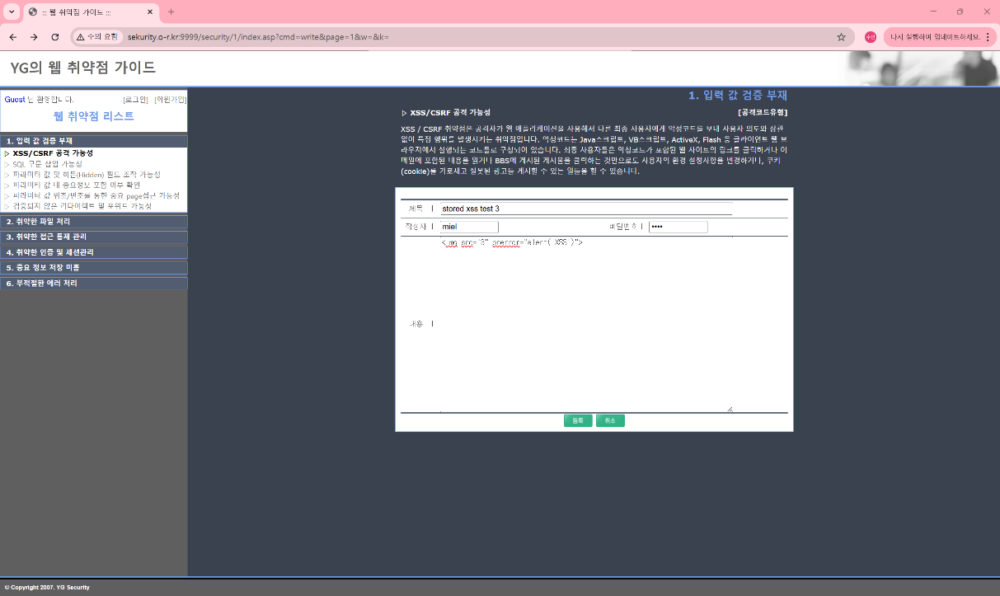 ::: 웹 취약점 가이드 :::
수의 요함
sekurity.o-r.kr:9999/security/1/index.asp?cmd=write&page=1&w=&k=
수민
다시 실행하여 업데이트하세요.
YG의 웹 취약점 가이드
Guest 님 환영합니다. [로그인] [회원가입]
웹 취약점 리스트
1. 입력 값 검증 부재
XSS/CSRF 공격 가능성
SQL 구문 삽입 가능성
파라미터 값 및 히든(Hidden) 필드 조작 가능성
파라미터 값 내 중요정보 포함 여부 확인
파라미터 값 위조/변조를 통한 중요 page접근 가능성
검증되지 않은 리다이렉트 및 포워드 가능성
2. 취약한 파일 처리
3. 취약한 접근 통제 관리
4. 취약한 인증 및 세션관리
5. 중요 정보 저장 미흡
6. 부적절한 에러 처리
1. 입력 값 검증 부재
XSS/CSRF 공격 가능성 [공격코드유형]
XSS / CSRF 취약점은 공격자가 웹 애플리케이션을 사용해서 다른 최종 사용자에게 악성코드를 보내 사용자 의도와 상관
없이 특정 행위를 발생시키는 취약점입니다. 악성코드는 Java스크립트, VB스크립트, ActiveX, Flash 등 클라이언트 웹 브
라우저에서 실행되는 코드들로 구성되어 있습니다. 최종 사용자들은 악성코드가 포함된 웹 사이트의 링크를 클릭하거나 이
메일에 포함된 내용을 읽거나 BBS에 게시된 게시물을 클릭하는 것만으로도 사용자의 환경 설정사항을 변경하거나, 쿠키
(cookie)를 가로채고 잘못된 광고들 게시할 수 있는 일들을 할 수 있습니다.
제목 | stored xss test 3
작성자 | miel 비밀번호 | ••••
내용 |
등록 취소
© Copyright 2007. YG Security